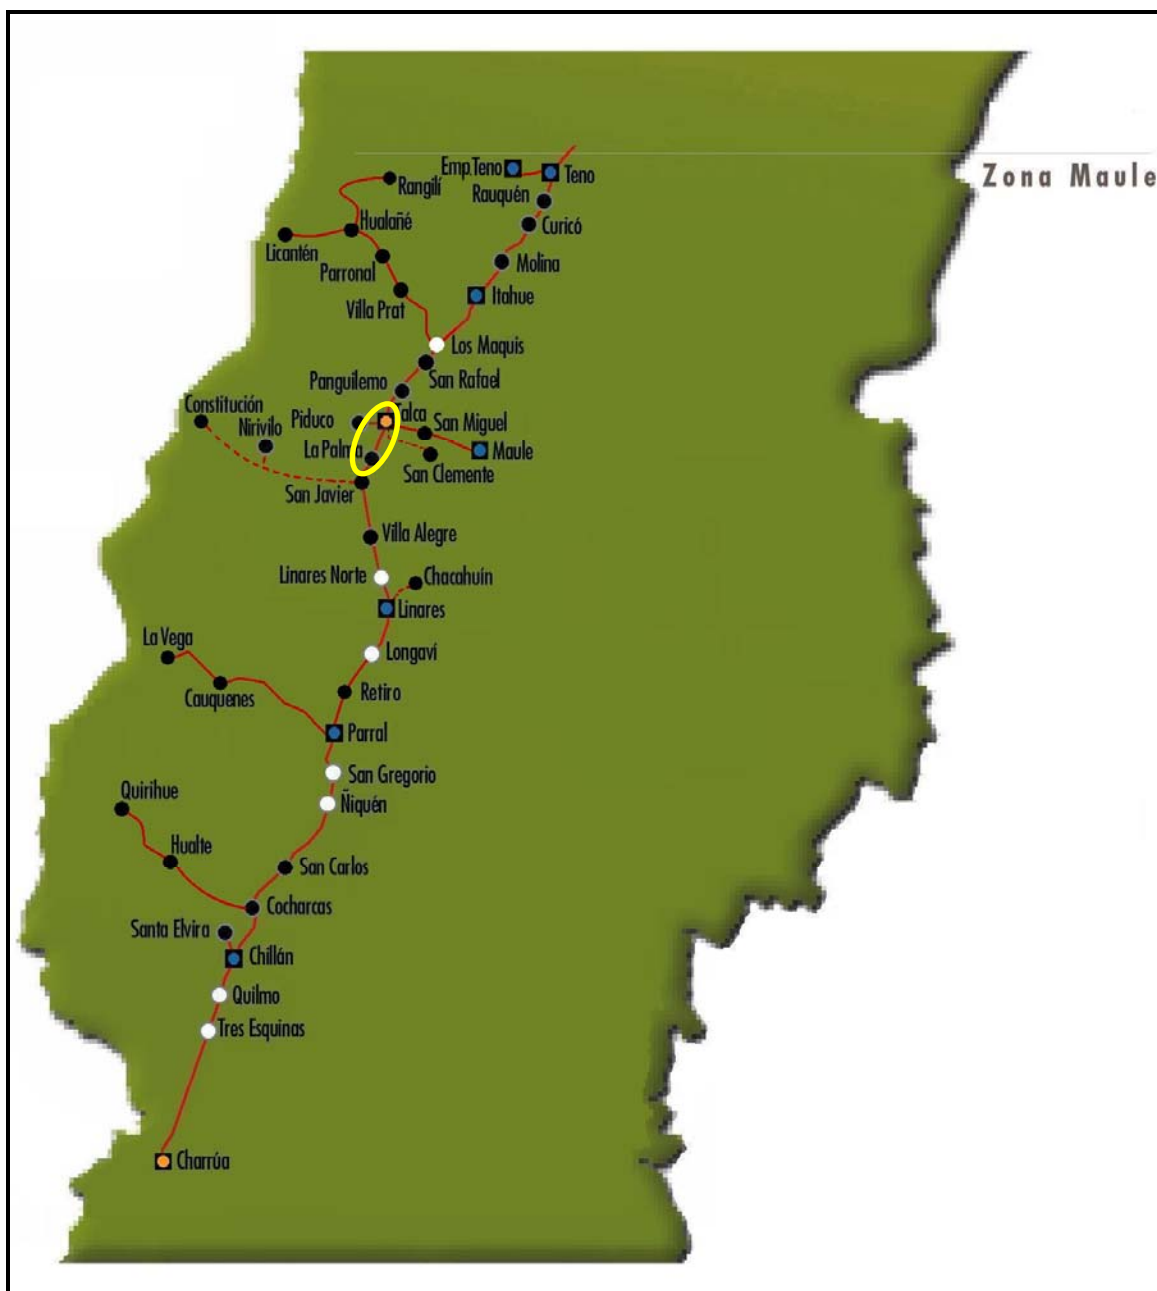 Zona Maule
Emp.Teno
Teno
Rangilí
Rauquén
Hualañé
Curicó
Licantén
Molina
Parronal
Itahue
Villa Prat
Los Maquis
San Rafael
Panguilemo
Constitución
Talca
Piduco
San Miguel
Nirivilo
La Palma
Maule
San Clemente
San Javier
Villa Alegre
Linares Norte
Chacahuín
Linares
La Vega
Longaví
Cauquenes
Retiro
Parral
San Gregorio
Quirihue
Ñiquén
Hualte
San Carlos
Cocharcas
Santa Elvira
Chillán
Quilmo
Tres Esquinas
Charrúa